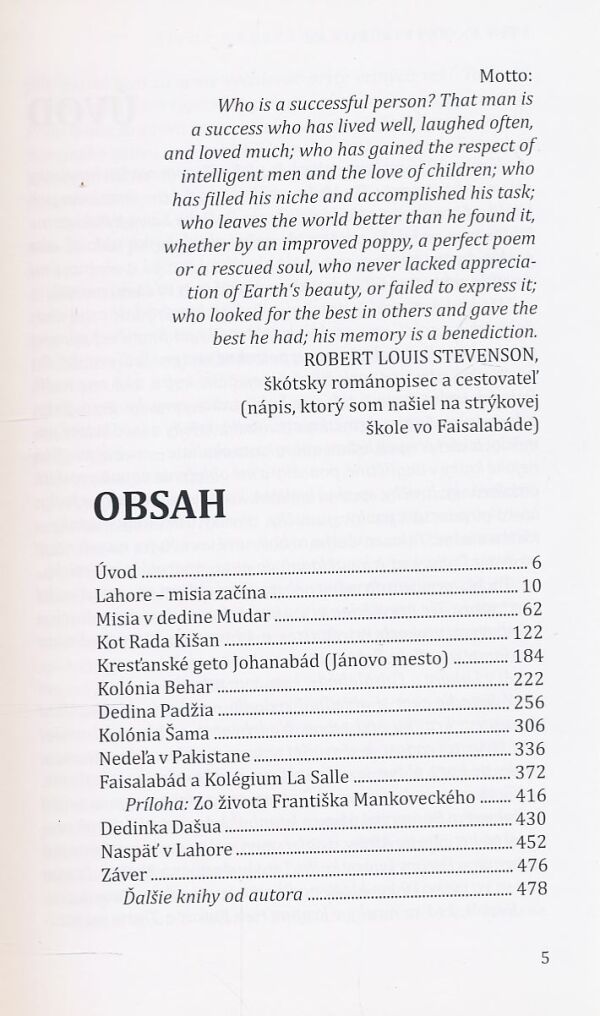 Motto:
Who is a successful person? That man is
a success who has lived well, laughed often,
and loved much; who has gained the respect of
intelligent men and the love of children; who
has filled his niche and accomplished his task;
who leaves the world better than he found it,
whether by an improved poppy, a perfect poem
or a rescued soul, who never lacked apprecia-
tion of Earth‘s beauty, or failed to express it;
who looked for the best in others and gave the
best he had; his memory is a benediction.
ROBERT LOUIS STEVENSON,
škótsky románopisec a cestovateľ
(nápis, ktorý som našiel na strýkovej
škole vo Faisalabáde)
OBSAH
Úvod ........ 6
Lahore – misia začína ........ 10
Misia v dedine Mudar ........ 62
Kot Rada Kišan ........ 122
Kresťanské geto Johanabád (Jánovo mesto) ........ 184
Kolónia Behar ........ 222
Dedina Padžia ........ 256
Kolónia Šama ........ 306
Nedeľa v Pakistane ........ 336
Faisalabád a Kolégium La Salle ........ 372
Príloha: Zo života Františka Mankoveckého ........ 416
Dedinka Dašua ........ 430
Naspäť v Lahore ........ 452
Záver ........ 476
Ďalšie knihy od autora ........ 478
5